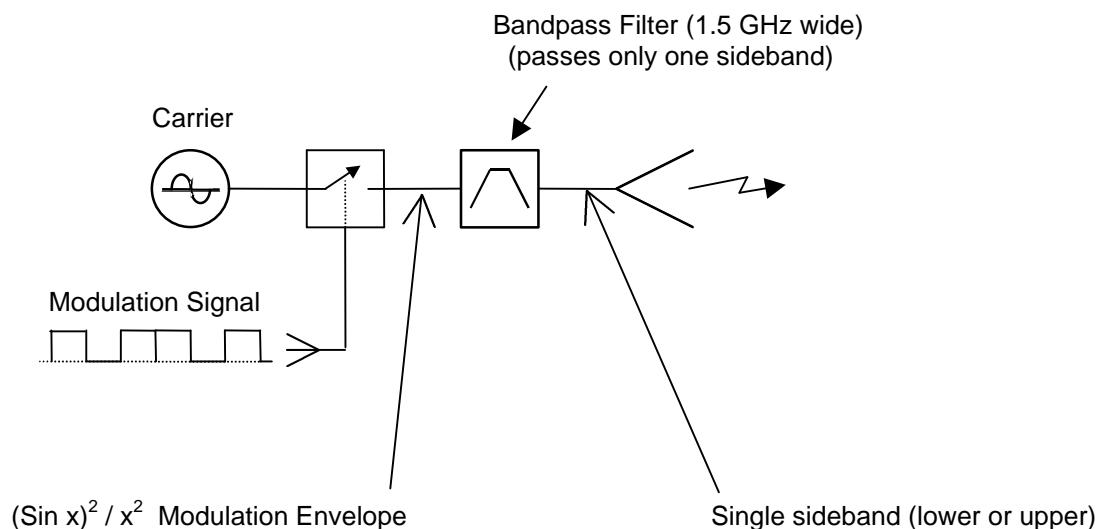 Bandpass Filter (1.5 GHz wide)
(passes only one sideband)
Carrier
Modulation Signal
(Sin x)² / x² Modulation Envelope
Single sideband (lower or upper)